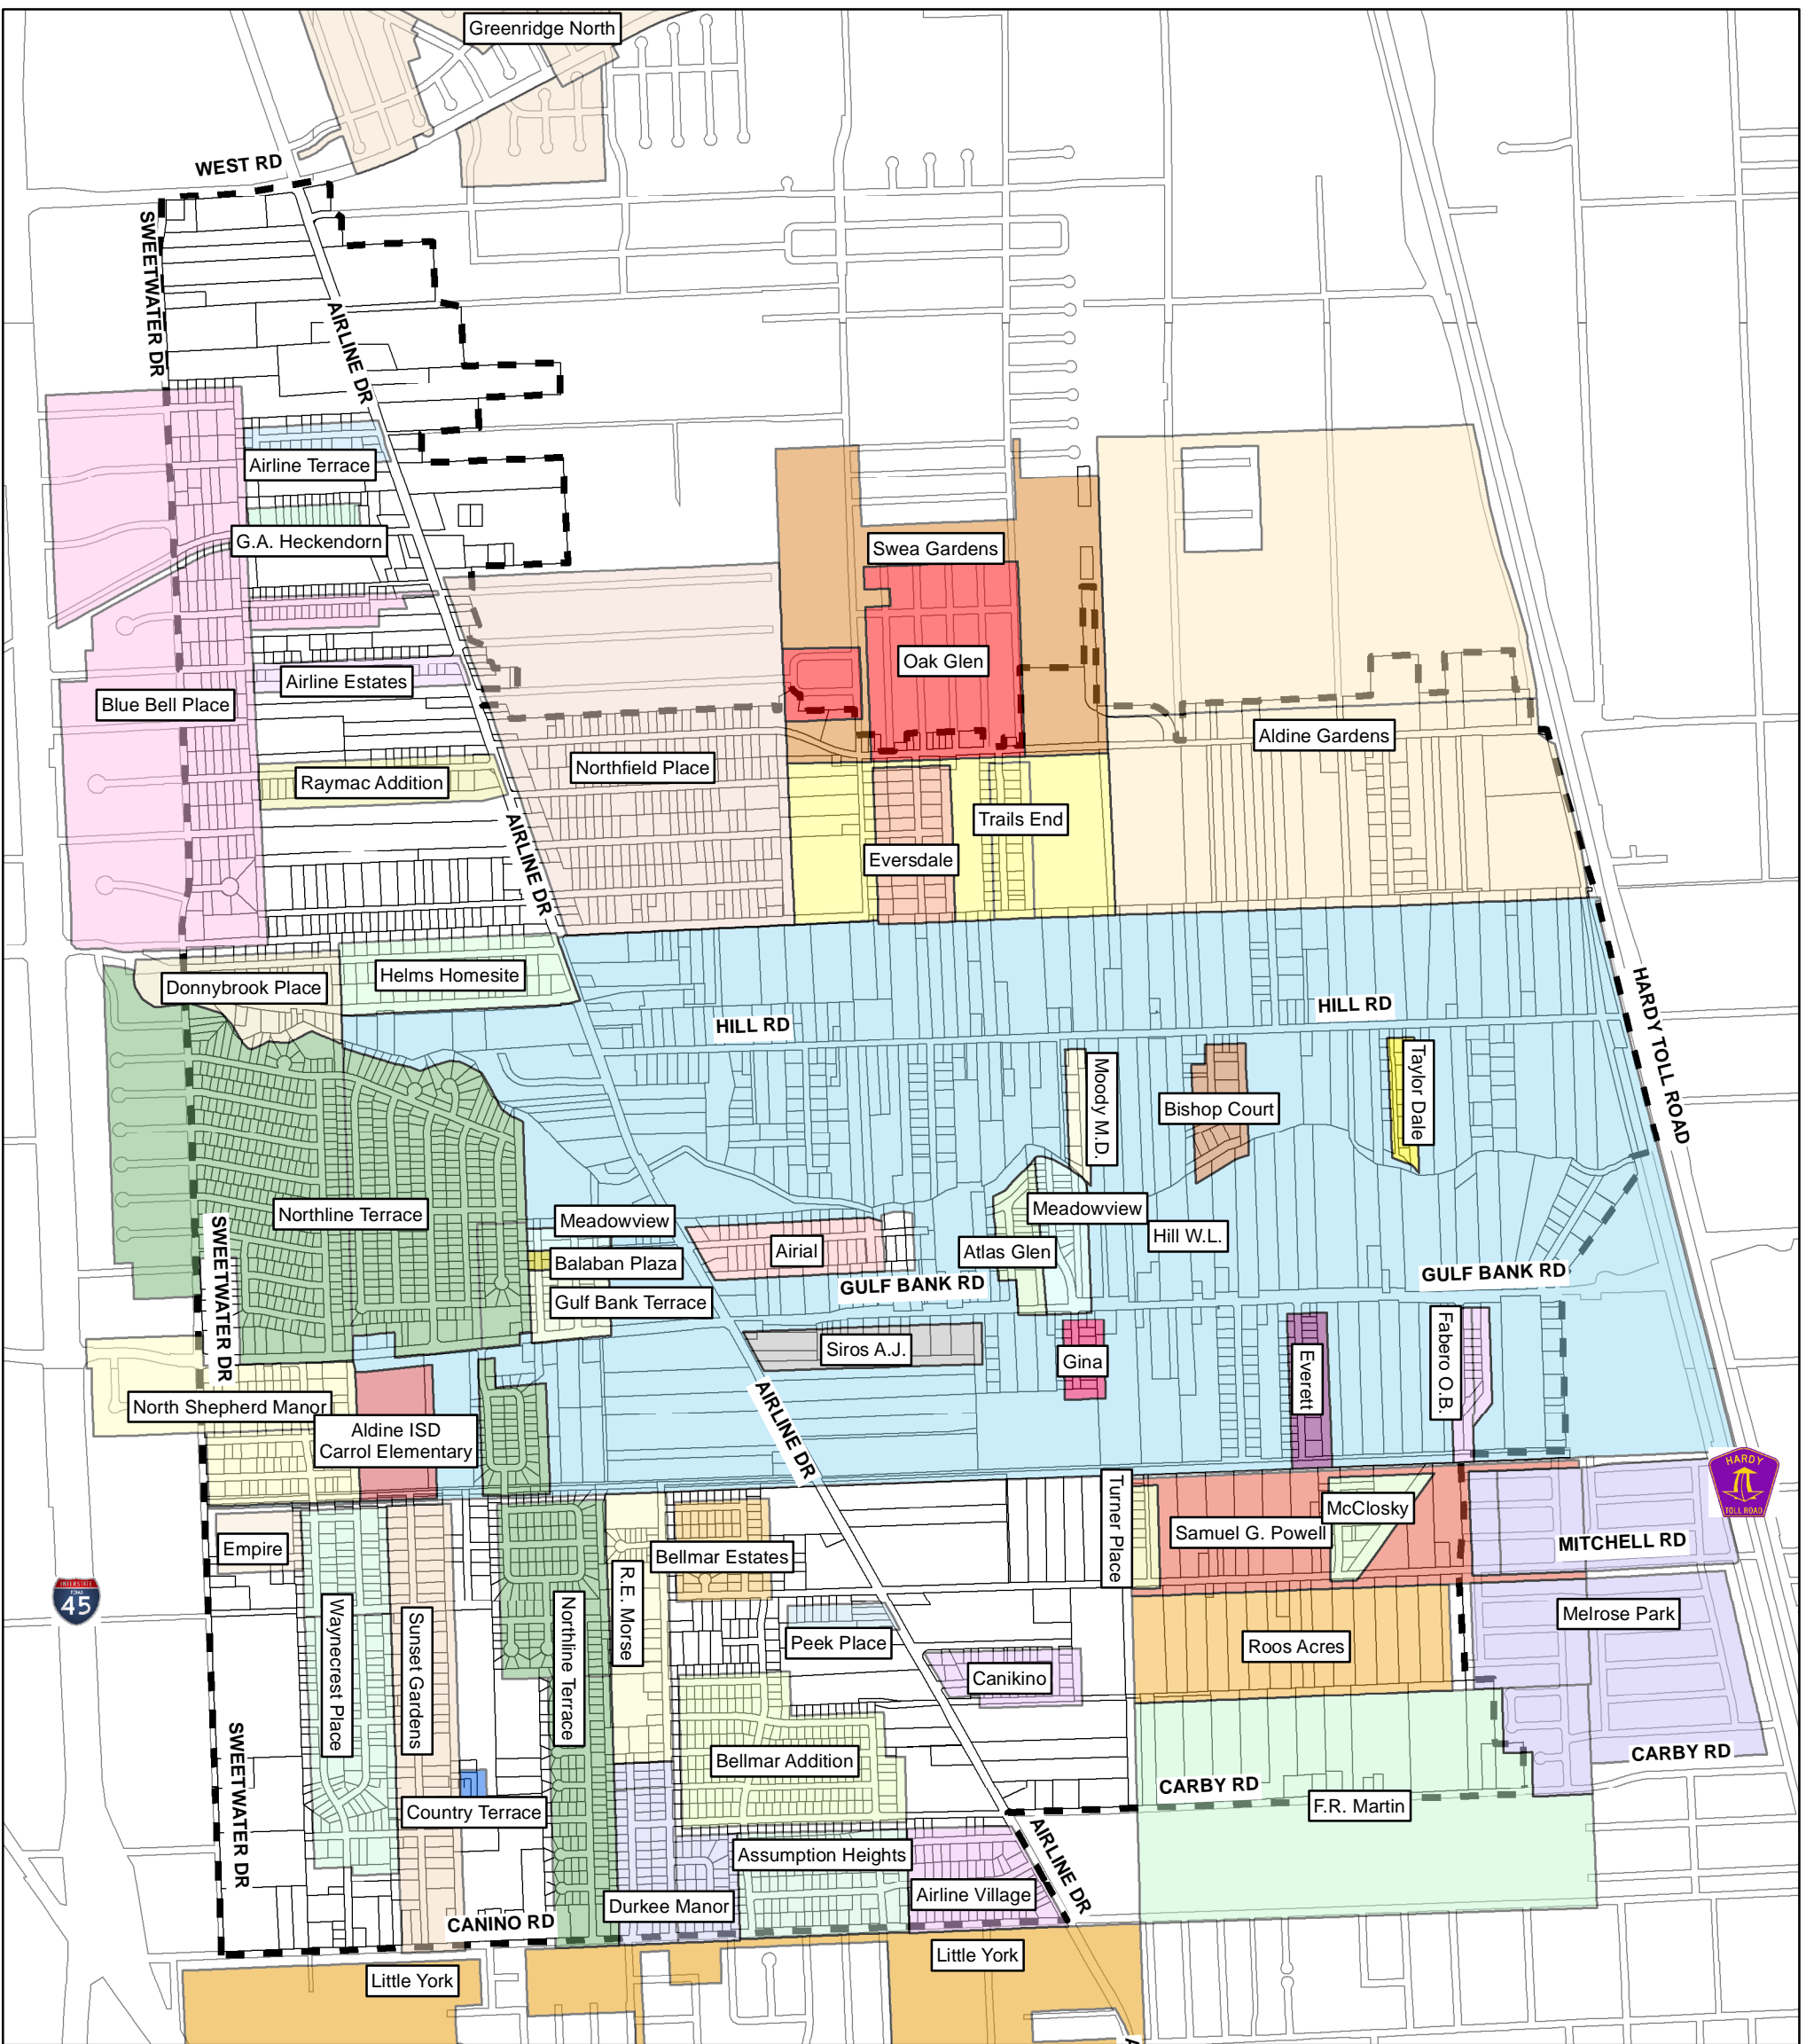 Greenridge North
WEST RD
SWEETWATER DR
AIRLINE DR
Airline Terrace
G.A. Heckendorn
Swea Gardens
Oak Glen
Airline Estates
Blue Bell Place
Aldine Gardens
Northfield Place
Raymac Addition
Trails End
AIRLINE DR
Eversdale
Helms Homesite
Donnybrook Place
HILL RD
HILL RD
HARDY TOLL ROAD
Moody M.D.
Taylor Dale
Bishop Court
Northline Terrace
Meadowview
Meadowview
Hill W.L.
Airial
Atlas Glen
Balaban Plaza
SWEETWATER DR
GULF BANK RD
GULF BANK RD
Gulf Bank Terrace
Siros A.J.
Gina
Everett
Fabero O.B.
North Shepherd Manor
Aldine ISD
Carrol Elementary
AIRLINE DR
HARDY
TOLL ROAD
Turner Place
McClosky
Samuel G. Powell
MITCHELL RD
Empire
Bellmar Estates
INTERSTATE
TEXAS
45
R.E. Morse
Waynecrest Place
Sunset Gardens
Northline Terrace
Melrose Park
Peek Place
Roos Acres
Canikino
SWEETWATER DR
Bellmar Addition
CARBY RD
CARBY RD
Country Terrace
F.R. Martin
AIRLINE DR
Assumption Heights
Airline Village
Durkee Manor
CANINO RD
Little York
Little York